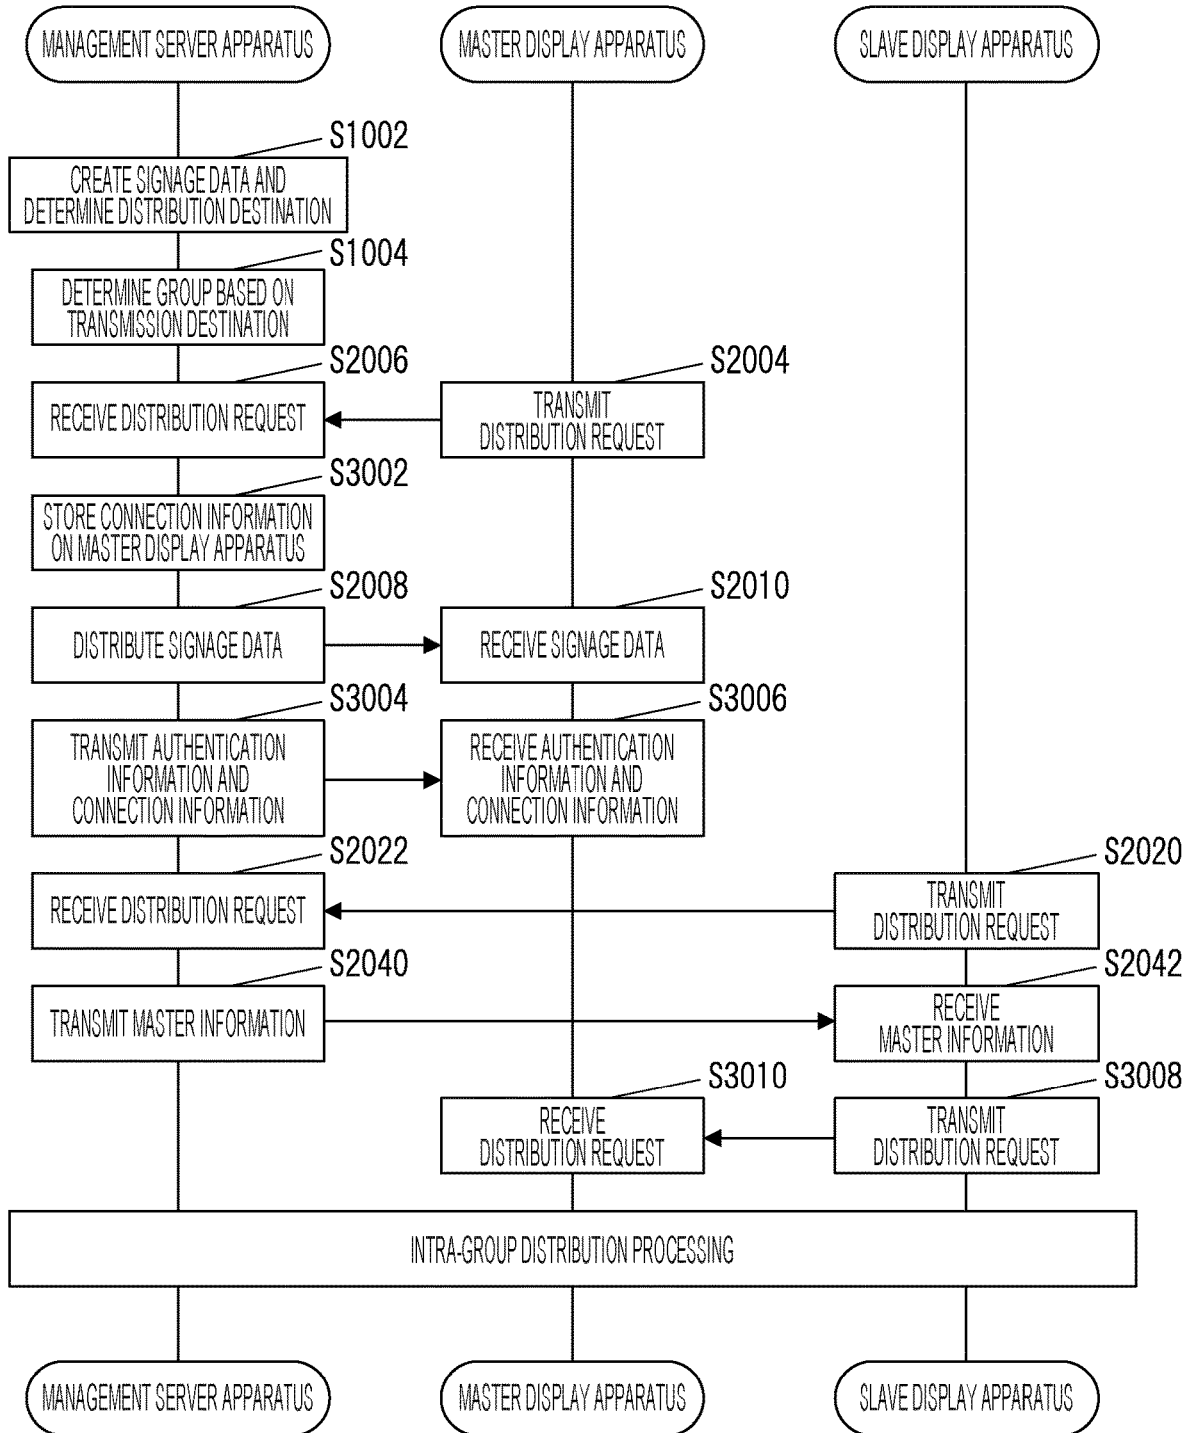 MANAGEMENT SERVER APPARATUS
MASTER DISPLAY APPARATUS
SLAVE DISPLAY APPARATUS
S1002
CREATE SIGNAGE DATA AND
DETERMINE DISTRIBUTION DESTINATION
S1004
DETERMINE GROUP BASED ON
TRANSMISSION DESTINATION
S2006
S2004
RECEIVE DISTRIBUTION REQUEST
TRANSMIT
DISTRIBUTION REQUEST
S3002
STORE CONNECTION INFORMATION
ON MASTER DISPLAY APPARATUS
S2008
S2010
DISTRIBUTE SIGNAGE DATA
RECEIVE SIGNAGE DATA
S3004
S3006
TRANSMIT AUTHENTICATION
INFORMATION AND
CONNECTION INFORMATION
RECEIVE AUTHENTICATION
INFORMATION AND
CONNECTION INFORMATION
S2022
S2020
RECEIVE DISTRIBUTION REQUEST
TRANSMIT
DISTRIBUTION REQUEST
S2040
S2042
TRANSMIT MASTER INFORMATION
RECEIVE
MASTER INFORMATION
S3010
S3008
RECEIVE
DISTRIBUTION REQUEST
TRANSMIT
DISTRIBUTION REQUEST
INTRA-GROUP DISTRIBUTION PROCESSING
MANAGEMENT SERVER APPARATUS
MASTER DISPLAY APPARATUS
SLAVE DISPLAY APPARATUS